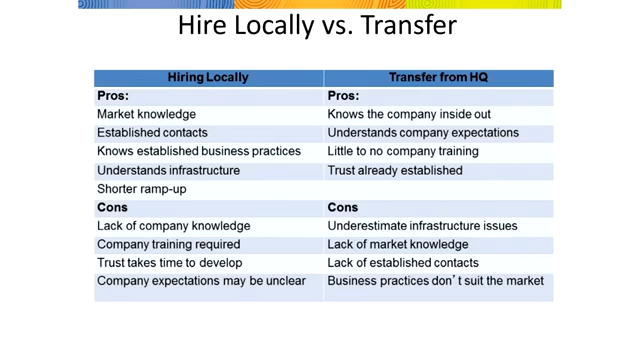 Hire Locally vs. Transfer
Hiring Locally Transfer from HQ
Pros: Pros:
Market knowledge Knows the company inside out
Established contacts Understands company expectations
Knows established business practices Little to no company training
Understands infrastructure Trust already established
Shorter ramp-up
Cons Cons
Lack of company knowledge Underestimate infrastructure issues
Company training required Lack of market knowledge
Trust takes time to develop Lack of established contacts
Company expectations may be unclear Business practices don't suit the market